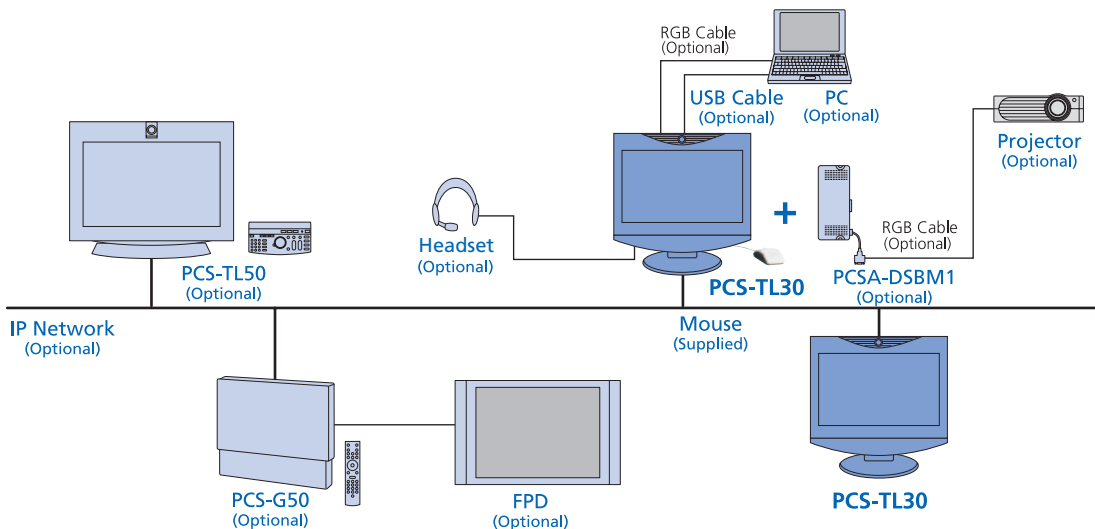 RGB Cable
(Optional)
USB Cable
(Optional)
PC
(Optional)
Projector
(Optional)
Headset
(Optional)
+
RGB Cable
(Optional)
PCS-TL50
(Optional)
PCS-TL30
PCSA-DSBM1
(Optional)
IP Network
(Optional)
Mouse
(Supplied)
PCS-G50
(Optional)
FPD
(Optional)
PCS-TL30